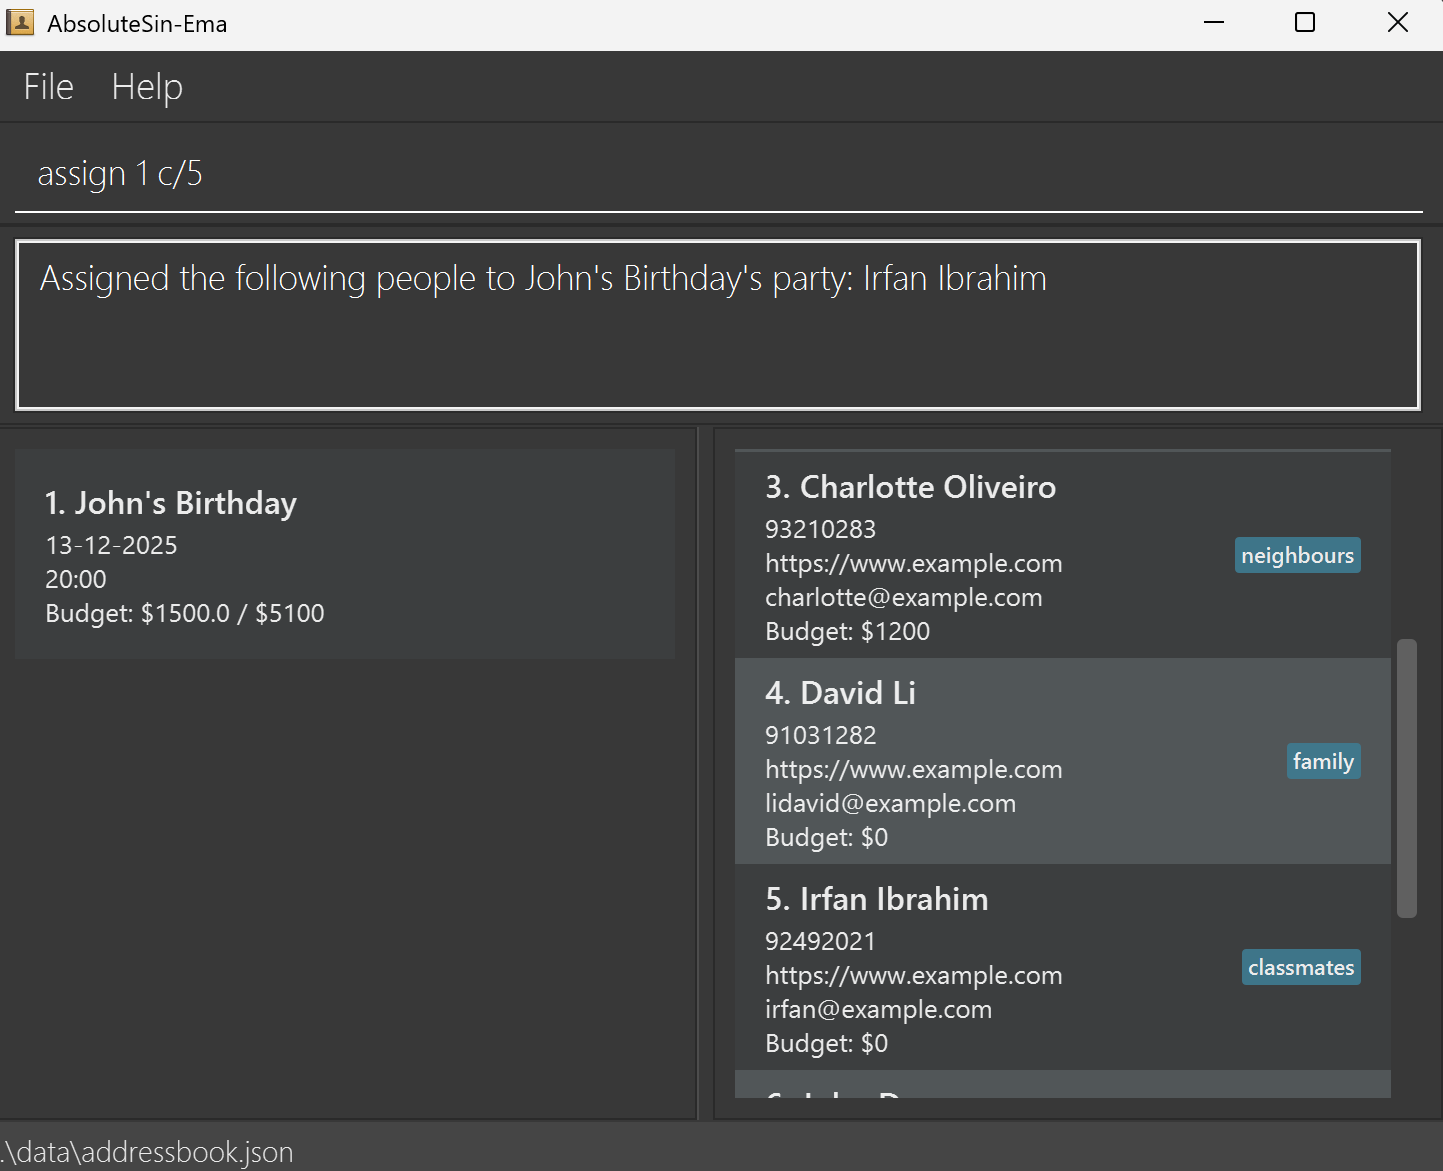 AbsoluteSin-Ema
File Help
assign 1 c/5
Assigned the following people to John's Birthday's party: Irfan Ibrahim
1. John's Birthday
13-12-2025
20:00
Budget: $1500.0 / $5100
3. Charlotte Oliveiro
93210283
https://www.example.com
charlotte@example.com
Budget: $1200
neighbours
4. David Li
91031282
https://www.example.com
lidavid@example.com
Budget: $0
family
5. Irfan Ibrahim
92492021
https://www.example.com
irfan@example.com
Budget: $0
classmates
.\data\addressbook.json